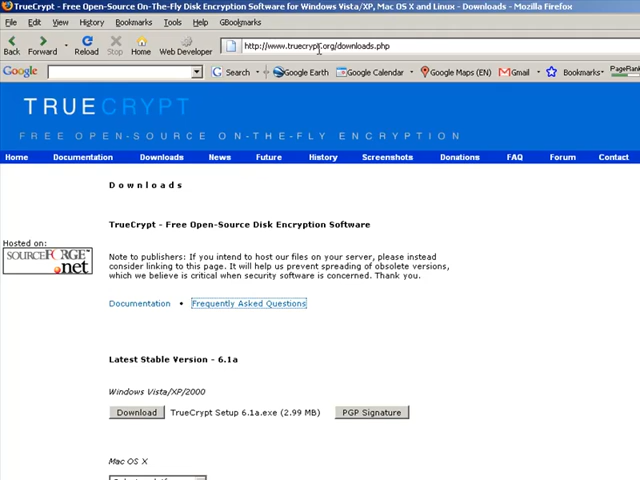 TrueCrypt - Free Open-Source On-The-Fly Disk Encryption Software for Windows Vista/XP, Mac OS X and Linux - Downloads - Mozilla Firefox
File Edit View History Bookmarks Tools GBookmarks
Back Forward Reload Stop Home Web Developer http://www.truecrypt.org/downloads.php
Google Search Google Earth Google Calendar Google Maps (EN) Gmail Bookmarks PageRank
TRUECRYPT
FREE OPEN-SOURCE ON-THE-FLY ENCRYPTION
Home Documentation Downloads News Future History Screenshots Donations FAQ Forum Contact
Downloads
TrueCrypt - Free Open-Source Disk Encryption Software
Hosted on:
SOURCEFORGE
.net
Note to publishers: If you intend to host our files on your server, please instead
consider linking to this page. It will help us prevent spreading of obsolete versions,
which we believe is critical when security software is concerned. Thank you.
Documentation • Frequently Asked Questions
Latest Stable Version - 6.1a
Windows Vista/XP/2000
Download TrueCrypt Setup 6.1a.exe (2.99 MB) PGP Signature
Mac OS X